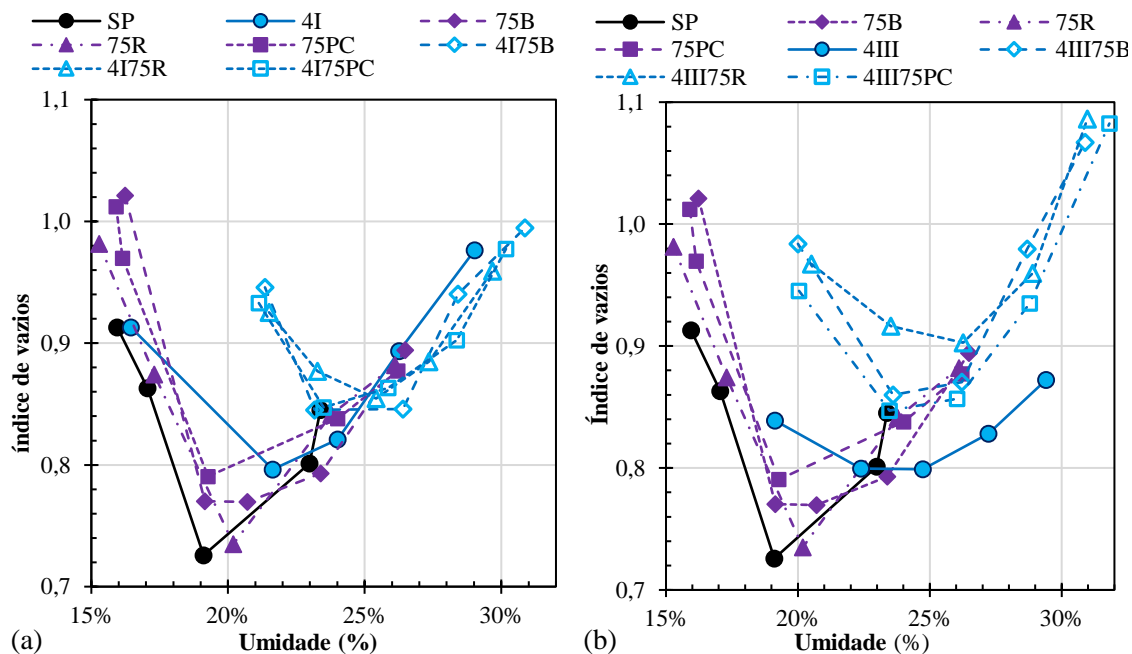 SP 4I 75B
75R 75PC 4I75B
4I75R 4I75PC
1,1
1,0
0,9
0,8
0,7
índice de vazios
15% 20% 25% 30%
(a) Umidade (%)
SP 75B 75R
75PC 4III 4III75B
4III75R 4III75PC
1,1
1,0
0,9
0,8
0,7
Índice de vazios
15% 20% 25% 30%
(b) Umidade (%)